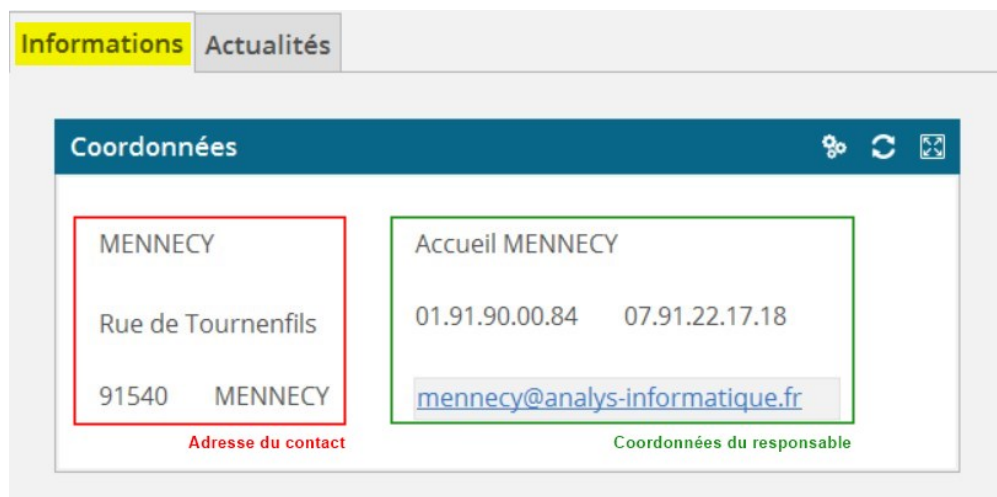 Informations Actualités
Coordonnées
MENNECY
Rue de Tournenfils
91540 MENNECY
Adresse du contact
Accueil MENNECY
01.91.90.00.84 07.91.22.17.18
mennecy@analys-informatique.fr
Coordonnées du responsable